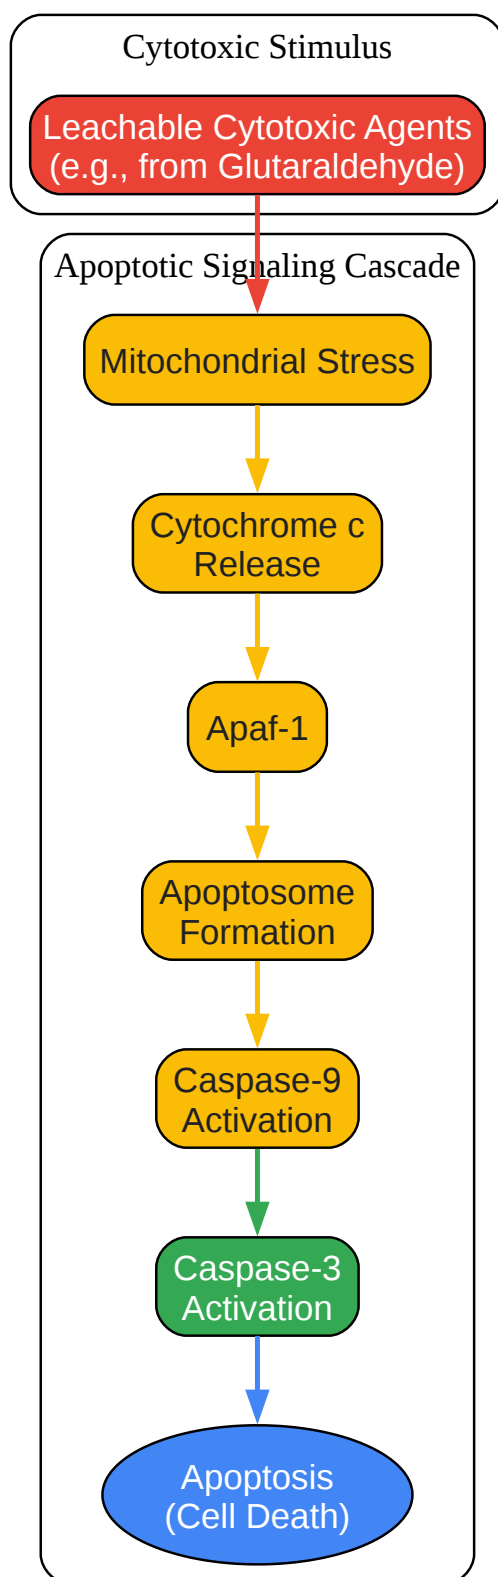 Cytotoxic Stimulus
Leachable Cytotoxic Agents
(e.g., from Glutaraldehyde)
Apoptotic Signaling Cascade
Mitochondrial Stress
Cytochrome c
Release
Apaf-1
Apoptosome
Formation
Caspase-9
Activation
Caspase-3
Activation
Apoptosis
(Cell Death)